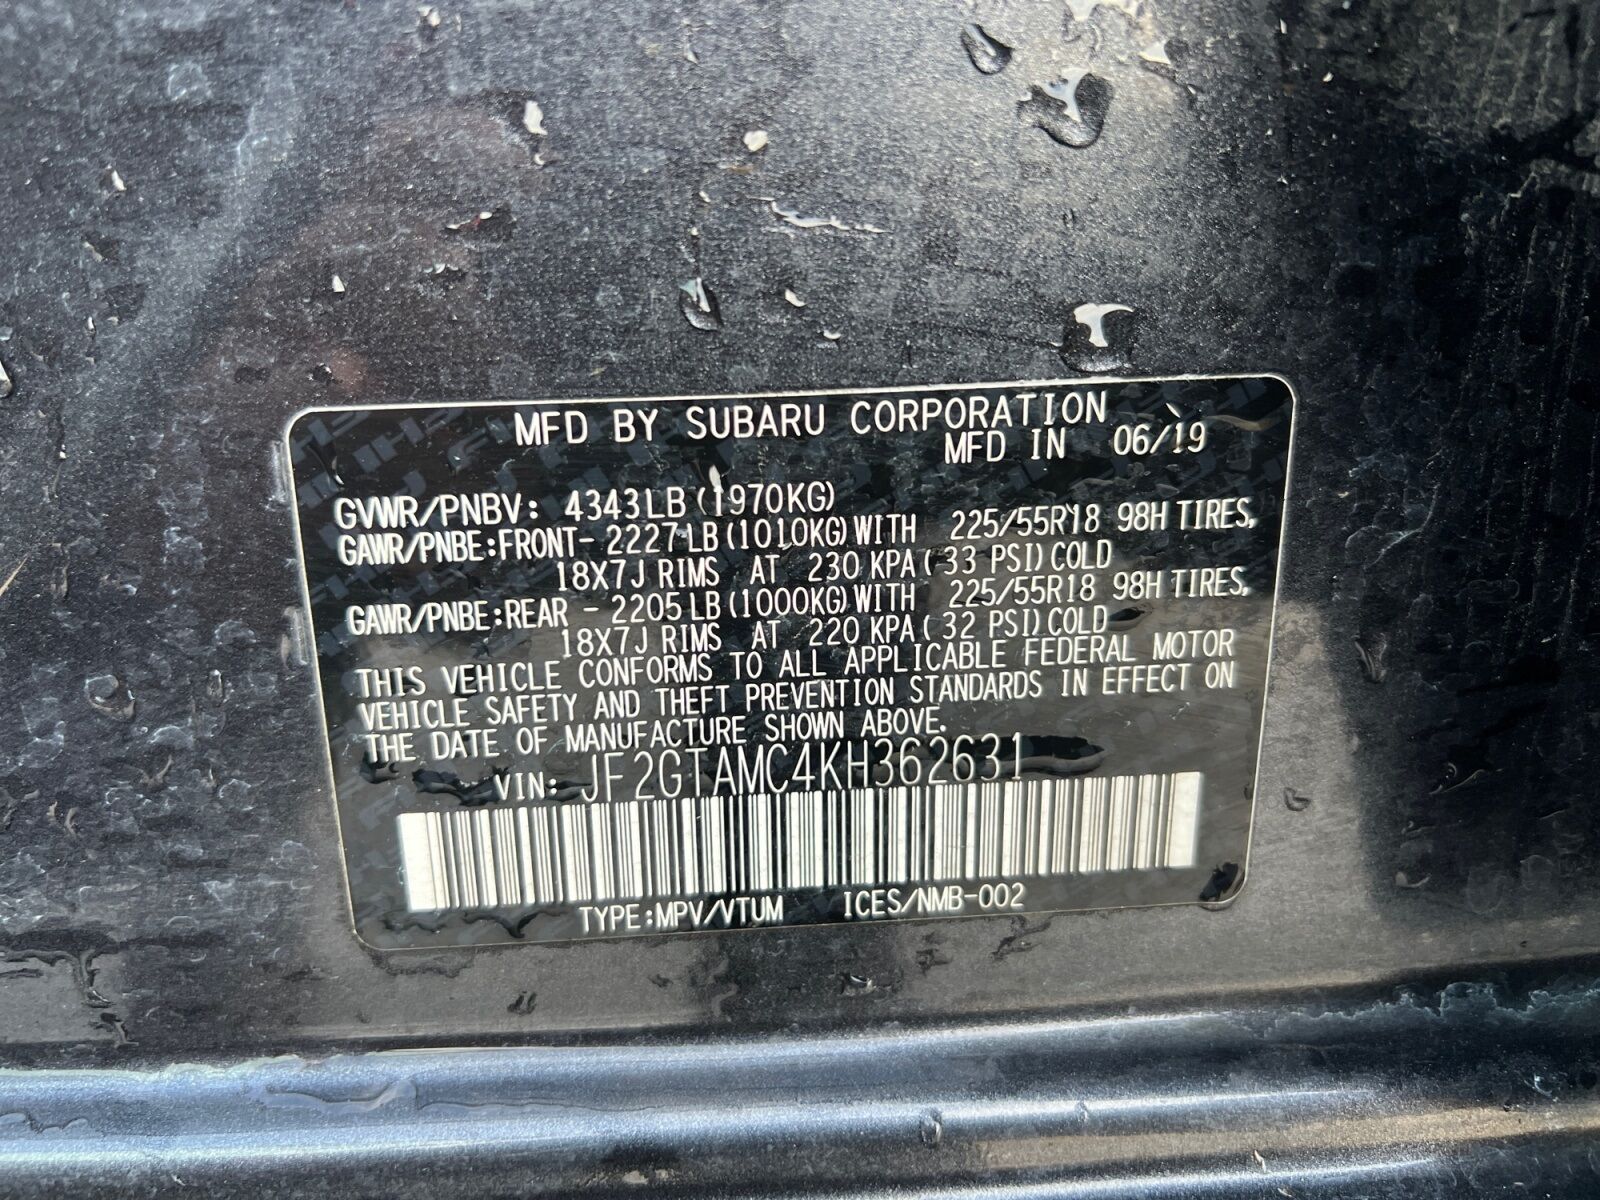 MFD BY SUBARU CORPORATION
MFD IN 06/19
GVWR/PNBV: 4343LB (1970KG)
GAWR/PNBE:FRONT- 2227LB (1010KG) WITH 225/55R18 98H TIRES,
18X7J RIMS AT 230 KPA (33 PSI) COLD
GAWR/PNBE:REAR - 2205LB (1000KG) WITH 225/55R18 98H TIRES,
18X7J RIMS AT 220 KPA (32 PSI) COLD
THIS VEHICLE CONFORMS TO ALL APPLICABLE FEDERAL MOTOR
VEHICLE SAFETY AND THEFT PREVENTION STANDARDS IN EFFECT ON
THE DATE OF MANUFACTURE SHOWN ABOVE.
VIN: JF2GTAMC4KH362631
TYPE:MPV/VTUM ICES/NMB-002